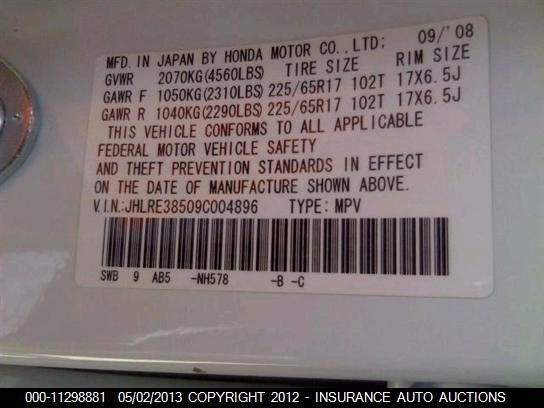 MFD. IN JAPAN BY HONDA MOTOR CO., LTD; 09/'08
GVWR 2070KG(4560LBS) TIRE SIZE RIM SIZE
GAWR F 1050KG(2310LBS) 225/65R17 102T 17X6.5J
GAWR R 1040KG(2290LBS) 225/65R17 102T 17X6.5J
THIS VEHICLE CONFORMS TO ALL APPLICABLE
FEDERAL MOTOR VEHICLE SAFETY
AND THEFT PREVENTION STANDARDS IN EFFECT
ON THE DATE OF MANUFACTURE SHOWN ABOVE.
V.I.N:JHLRE38509C004896 TYPE: MPV
SWB 9 AB5 -NH578 -B -C
000-11298881 05/02/2013 COPYRIGHT 2012 - INSURANCE AUTO AUCTIONS